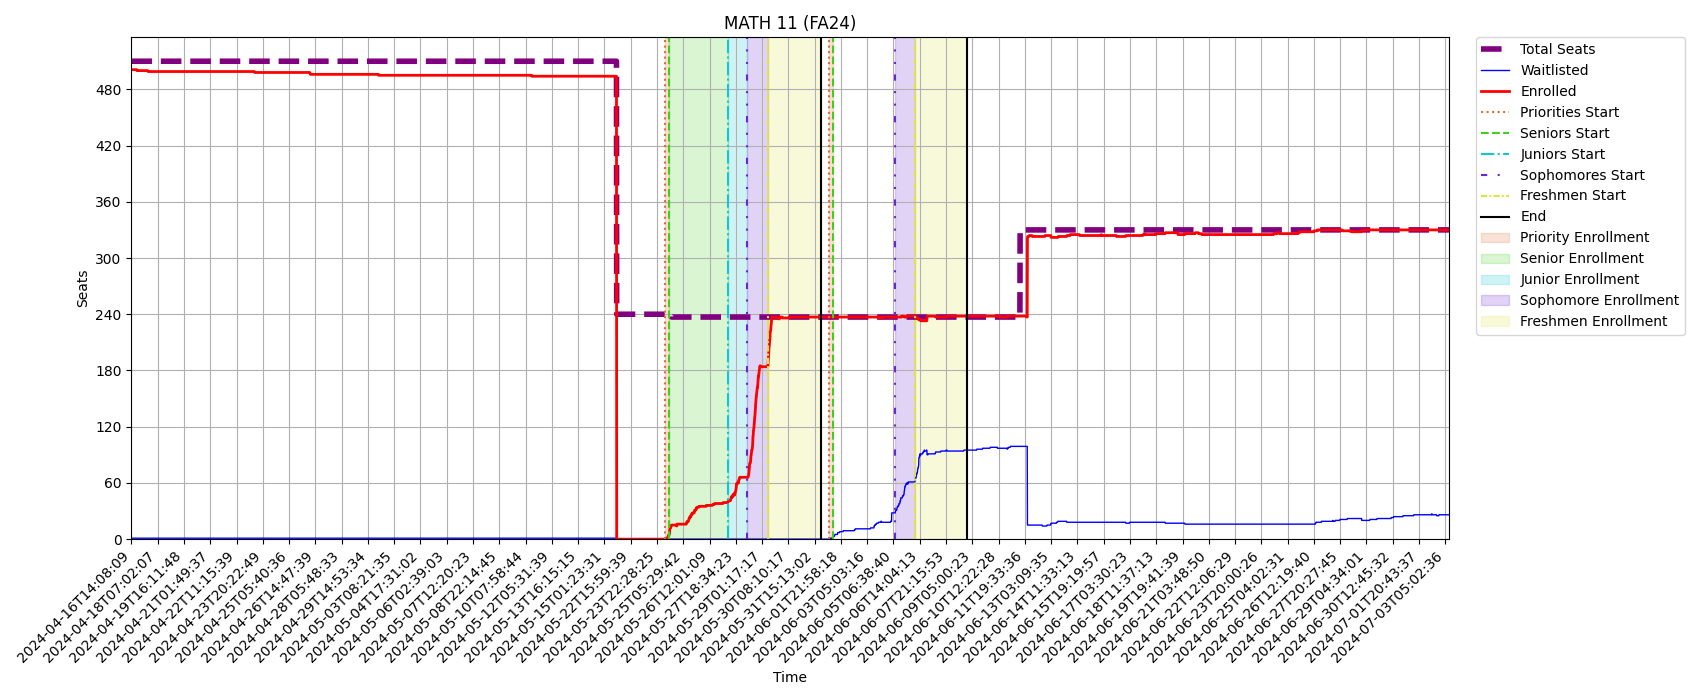 MATH 11 (FA24)
Seats
480
420
360
300
240
180
120
60
0
2024-04-16T14:08:09
2024-04-18T07:02:07
2024-04-19T16:11:48
2024-04-21T01:49:37
2024-04-22T11:15:39
2024-04-23T20:22:49
2024-04-25T05:40:36
2024-04-26T14:47:39
2024-04-28T05:48:33
2024-04-29T14:53:34
2024-05-03T08:21:35
2024-05-04T17:31:02
2024-05-06T02:39:03
2024-05-07T12:20:23
2024-05-08T22:14:45
2024-05-10T07:58:44
2024-05-12T05:31:39
2024-05-13T16:15:15
2024-05-15T01:23:31
2024-05-22T15:59:39
2024-05-23T22:28:25
2024-05-25T05:29:42
2024-05-26T12:01:09
2024-05-27T18:34:23
2024-05-29T01:17:17
2024-05-30T08:10:17
2024-05-31T15:13:02
2024-06-01T21:58:18
2024-06-03T05:03:16
2024-06-05T06:38:40
2024-06-06T14:04:13
2024-06-07T21:15:53
2024-06-09T05:00:23
2024-06-10T12:22:28
2024-06-11T19:33:36
2024-06-13T03:09:35
2024-06-14T11:33:13
2024-06-15T19:19:57
2024-06-17T03:30:23
2024-06-18T11:37:13
2024-06-19T19:41:39
2024-06-21T03:48:50
2024-06-22T12:06:29
2024-06-23T20:00:26
2024-06-25T04:02:31
2024-06-26T12:19:40
2024-06-27T20:27:45
2024-06-29T04:34:01
2024-06-30T12:45:32
2024-07-01T20:43:37
2024-07-03T05:02:36
Time
Total Seats
Waitlisted
Enrolled
Priorities Start
Seniors Start
Juniors Start
Sophomores Start
Freshmen Start
End
Priority Enrollment
Senior Enrollment
Junior Enrollment
Sophomore Enrollment
Freshmen Enrollment